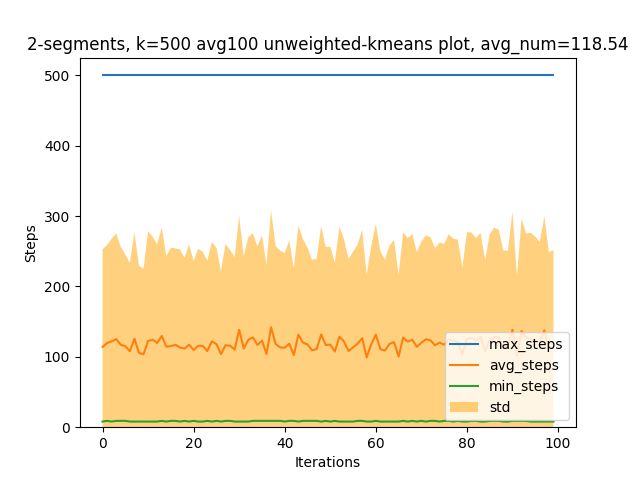 2-segments, k=500 avg100 unweighted-kmeans plot, avg_num=118.54
500
400
300
200
100
0
Steps
0 20 40 60 80 100
Iterations
max_steps
avg_steps
min_steps
std